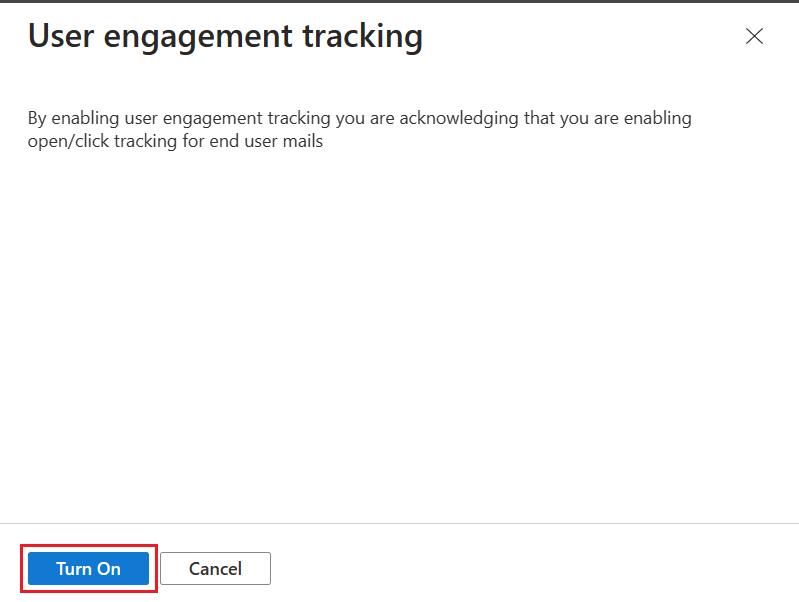 User engagement tracking
By enabling user engagement tracking you are acknowledging that you are enabling
open/click tracking for end user mails
Turn On
Cancel